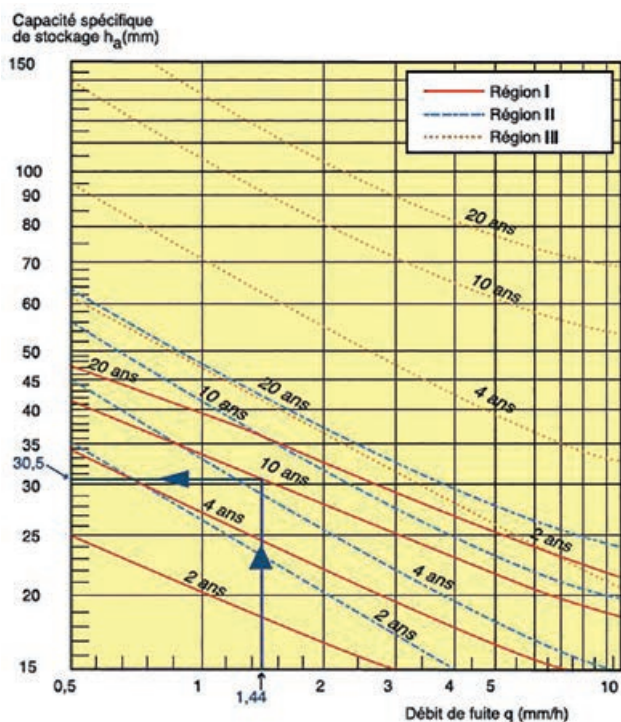 Capacité spécifique
de stockage ha(mm)
150
100
90
80
70
60
50
45
40
35
30,5
30
25
20
15
Région I
Région II
Région III
20 ans
10 ans
4 ans
20 ans
20 ans
10 ans
10 ans
2 ans
4 ans
4 ans
2 ans
2 ans
0,5
1
1,44
2
3
4
5
10
Débit de fuite q (mm/h)